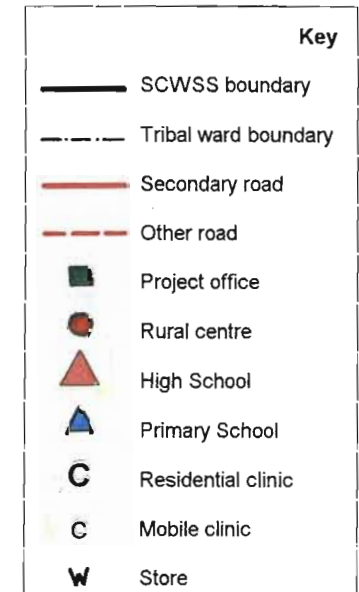 Key
SCWSS boundary
Tribal ward boundary
Secondary road
Other road
Project office
Rural centre
High School
Primary School
C Residential clinic
C Mobile clinic
W Store